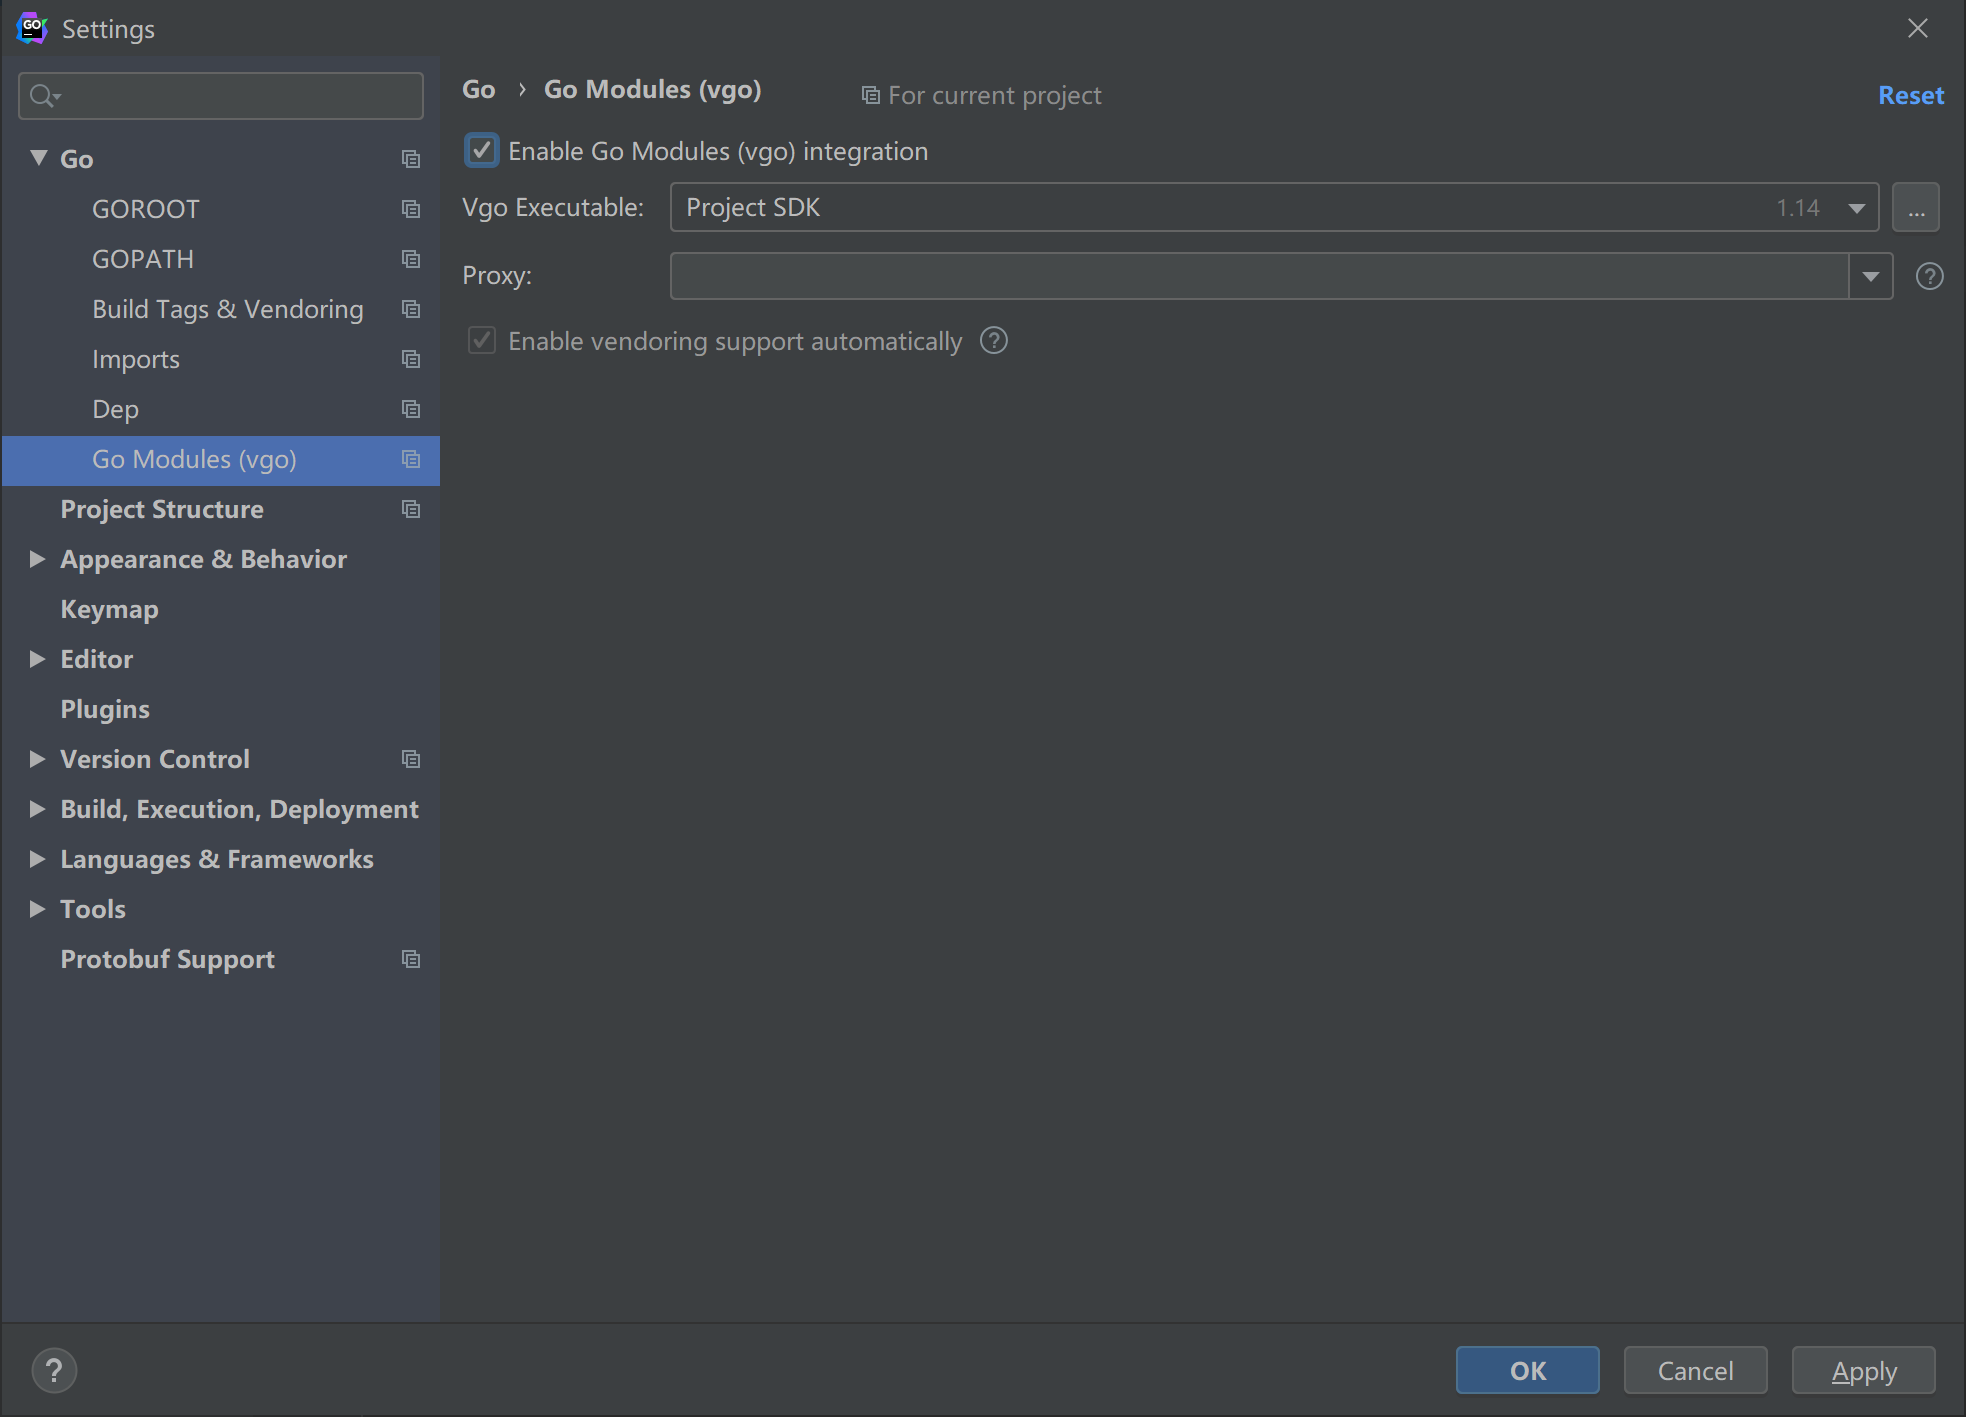 GO
Settings
Go
GOROOT
GOPATH
Build Tags & Vendoring
Imports
Dep
Go Modules (vgo)
Project Structure
Appearance & Behavior
Keymap
Editor
Plugins
Version Control
Build, Execution, Deployment
Languages & Frameworks
Tools
Protobuf Support
Go › Go Modules (vgo)
For current project
Reset
Enable Go Modules (vgo) integration
Vgo Executable: Project SDK 1.14 ...
Proxy: ?
Enable vendoring support automatically ?
?
OK Cancel Apply